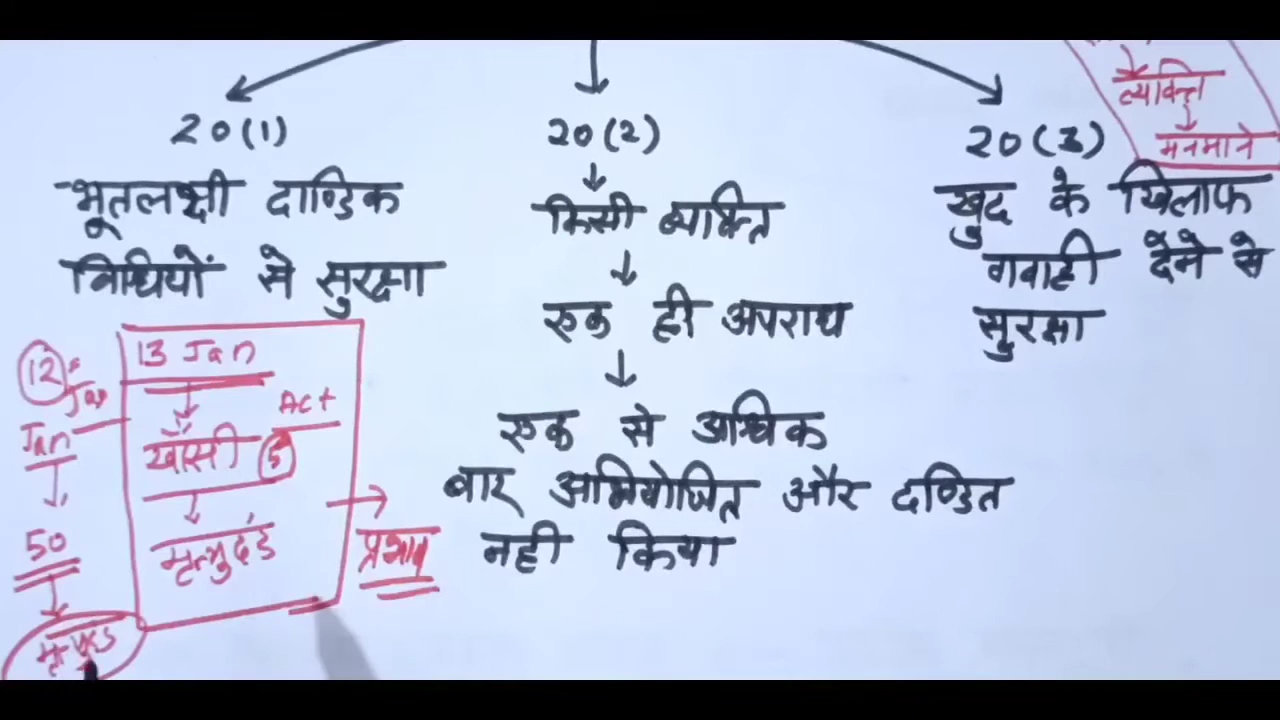 20(1)
भूतलक्षी दाण्डिक
विधियों से सुरक्षा
12
Jan
Jan
50
मृत्युदंड
13 Jan
Act
खाँसी 5
मृत्युदंड
प्रभाव
20(2)
किसी व्यक्ति
एक ही अपराध
एक से अधिक
बार अभियोजित और दण्डित
नही किया
20(3)
खुद के खिलाफ
गवाही देने से
सुरक्षा
व्यक्ति
मनमाने